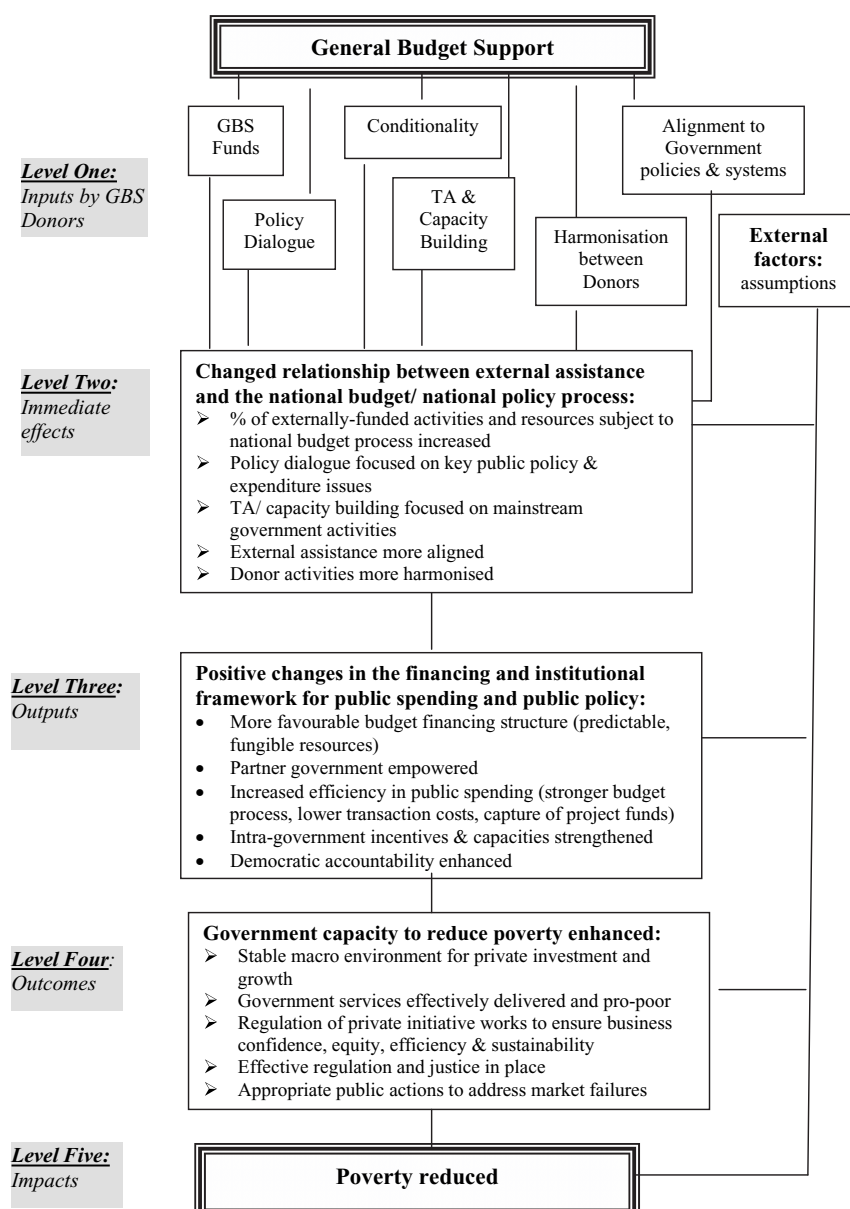 General Budget Support
GBS
Funds
Conditionality
Alignment to
Government
policies & systems
Level One:
Inputs by GBS
Donors
Policy
Dialogue
TA &
Capacity
Building
Harmonisation
between
Donors
External
factors:
assumptions
Level Two:
Immediate
effects
Changed relationship between external assistance
and the national budget/ national policy process:
➢ % of externally-funded activities and resources subject to
national budget process increased
➢ Policy dialogue focused on key public policy &
expenditure issues
➢ TA/ capacity building focused on mainstream
government activities
➢ External assistance more aligned
➢ Donor activities more harmonised
Level Three:
Outputs
Positive changes in the financing and institutional
framework for public spending and public policy:
• More favourable budget financing structure (predictable,
fungible resources)
• Partner government empowered
• Increased efficiency in public spending (stronger budget
process, lower transaction costs, capture of project funds)
• Intra-government incentives & capacities strengthened
• Democratic accountability enhanced
Level Four:
Outcomes
Government capacity to reduce poverty enhanced:
➢ Stable macro environment for private investment and
growth
➢ Government services effectively delivered and pro-poor
➢ Regulation of private initiative works to ensure business
confidence, equity, efficiency & sustainability
➢ Effective regulation and justice in place
➢ Appropriate public actions to address market failures
Level Five:
Impacts
Poverty reduced